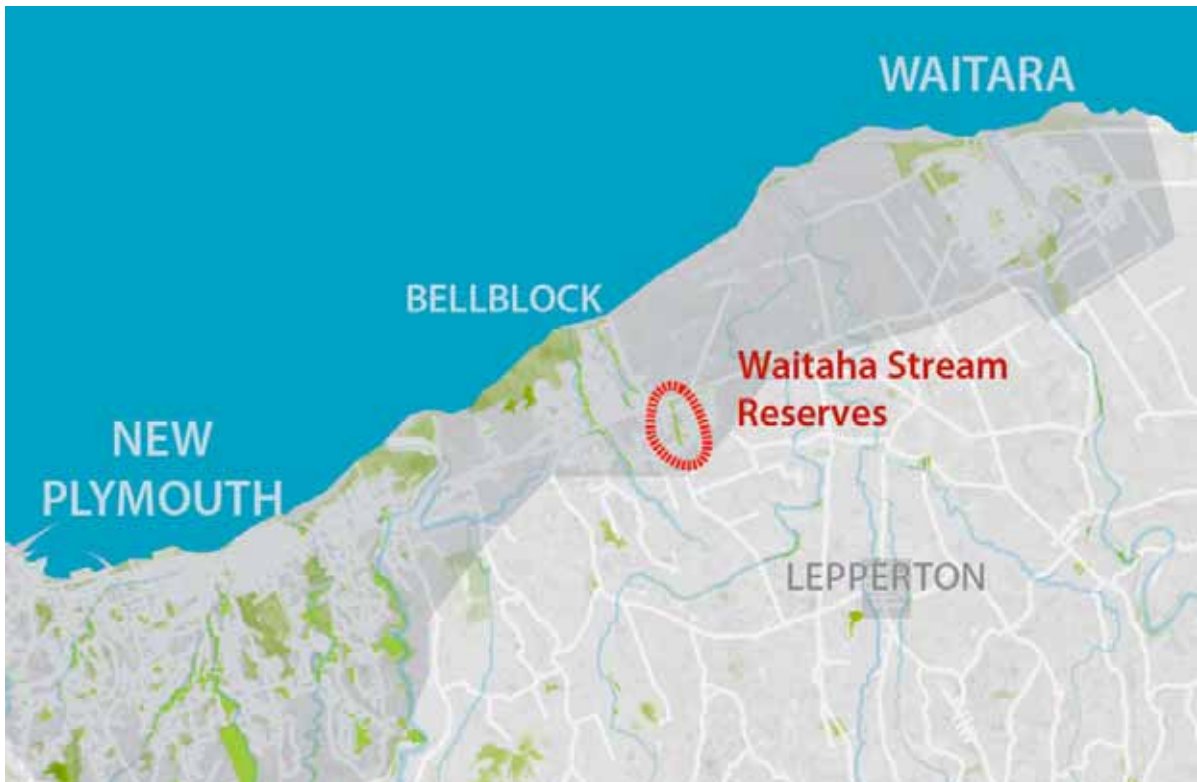 WAITARA
BELLBLOCK
Waitaha Stream
Reserves
NEW
PLYMOUTH
LEPPERTON